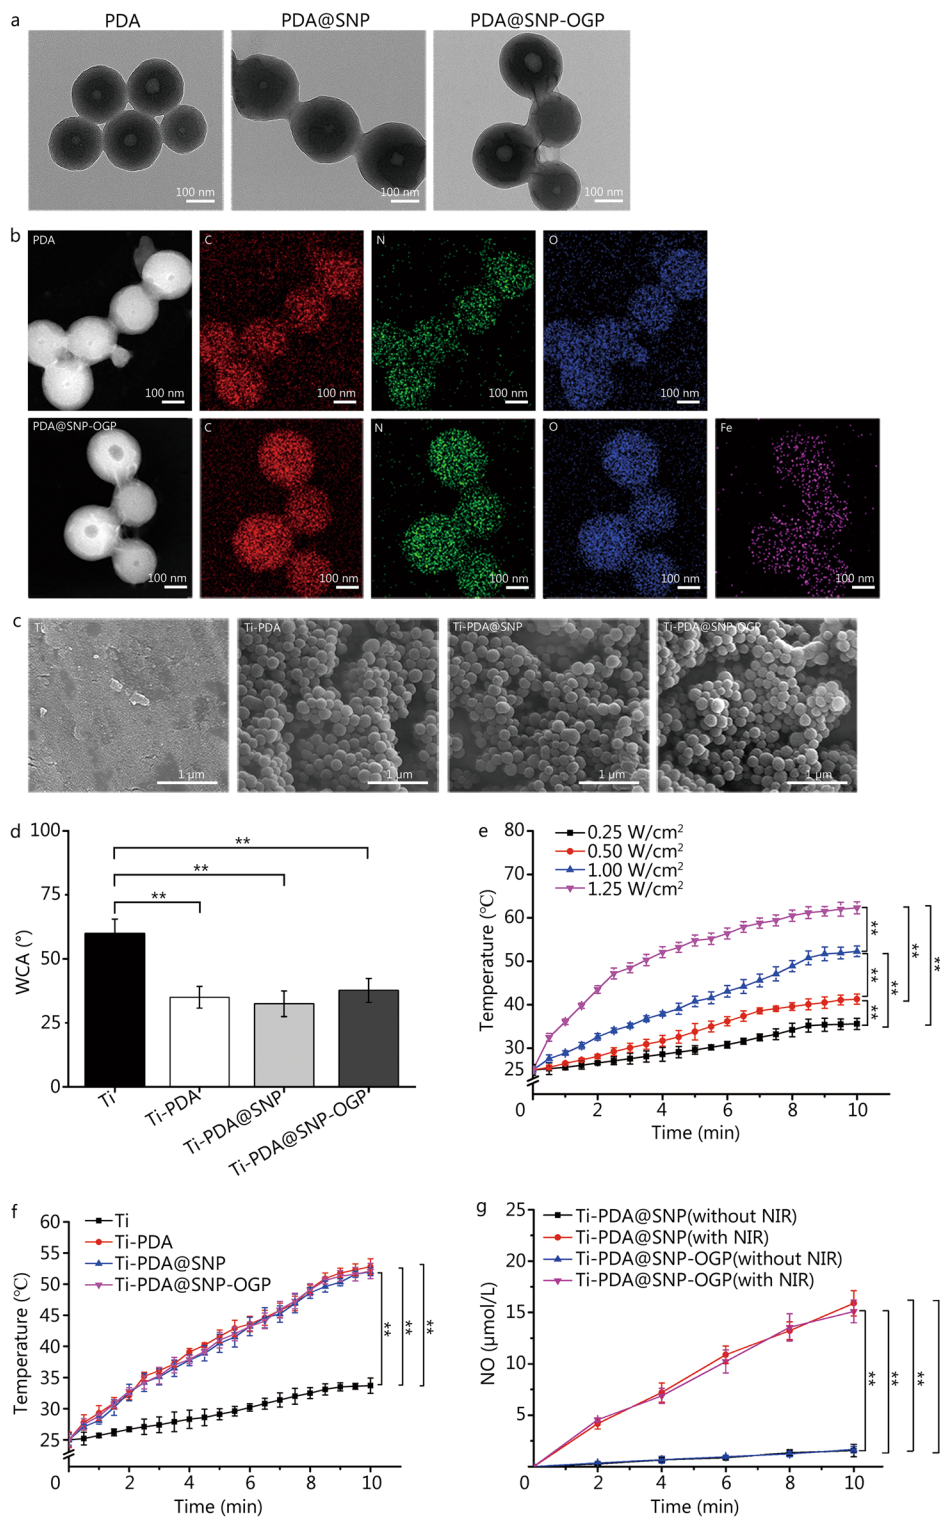 a
PDA PDA@SNP PDA@SNP-OGP
100 nm 100 nm 100 nm
b
PDA C N O
100 nm 100 nm 100 nm 100 nm
PDA@SNP-OGP C N O Fe
100 nm 100 nm 100 nm 100 nm 100 nm
c
Ti Ti-PDA Ti-PDA@SNP Ti-PDA@SNP-OGP
1 μm 1 μm 1 μm 1 μm
d
100
75
50
25
0
WCA (°)
**
**
**
Ti
Ti-PDA
Ti-PDA@SNP
Ti-PDA@SNP-OGP
e
80
70
60
50
40
30
25
Temperature (℃)
0.25 W/cm²
0.50 W/cm²
1.00 W/cm²
1.25 W/cm²
**
**
**
**
**
**
0 2 4 6 8 10
Time (min)
f
60
55
50
45
40
35
30
25
Temperature (℃)
Ti
Ti-PDA
Ti-PDA@SNP
Ti-PDA@SNP-OGP
**
**
**
0 2 4 6 8 10
Time (min)
g
25
20
15
10
5
NO (μmol/L)
Ti-PDA@SNP(without NIR)
Ti-PDA@SNP(with NIR)
Ti-PDA@SNP-OGP(without NIR)
Ti-PDA@SNP-OGP(with NIR)
**
**
**
0 2 4 6 8 10
Time (min)